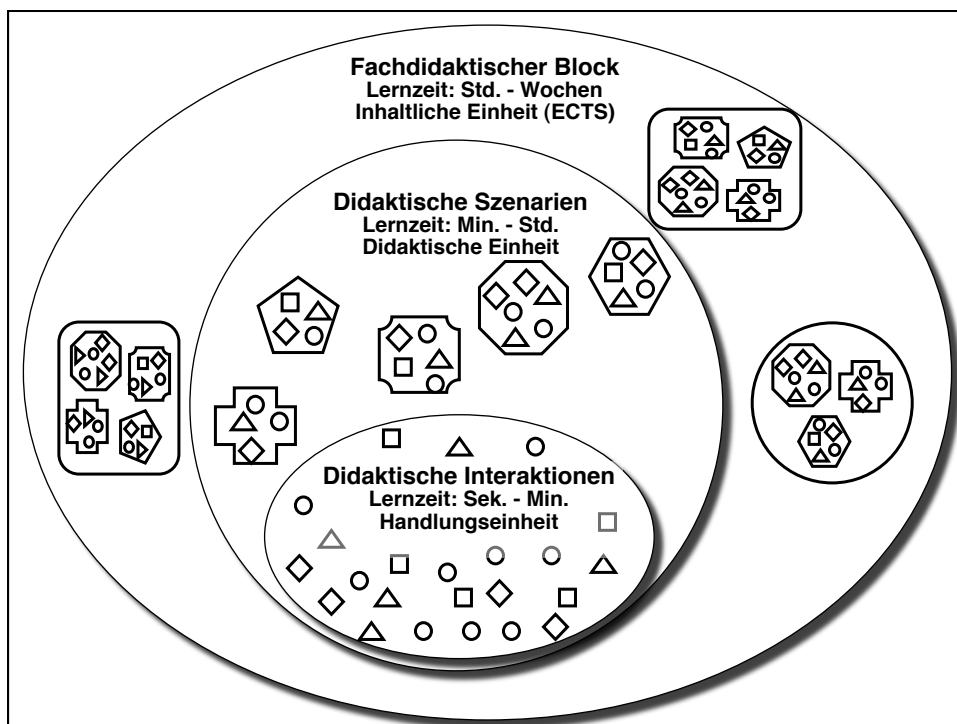 Fachdidaktischer Block
Lernzeit: Std. - Wochen
Inhaltliche Einheit (ECTS)
Didaktische Szenarien
Lernzeit: Min. - Std.
Didaktische Einheit
Didaktische Interaktionen
Lernzeit: Sek. - Min.
Handlungseinheit